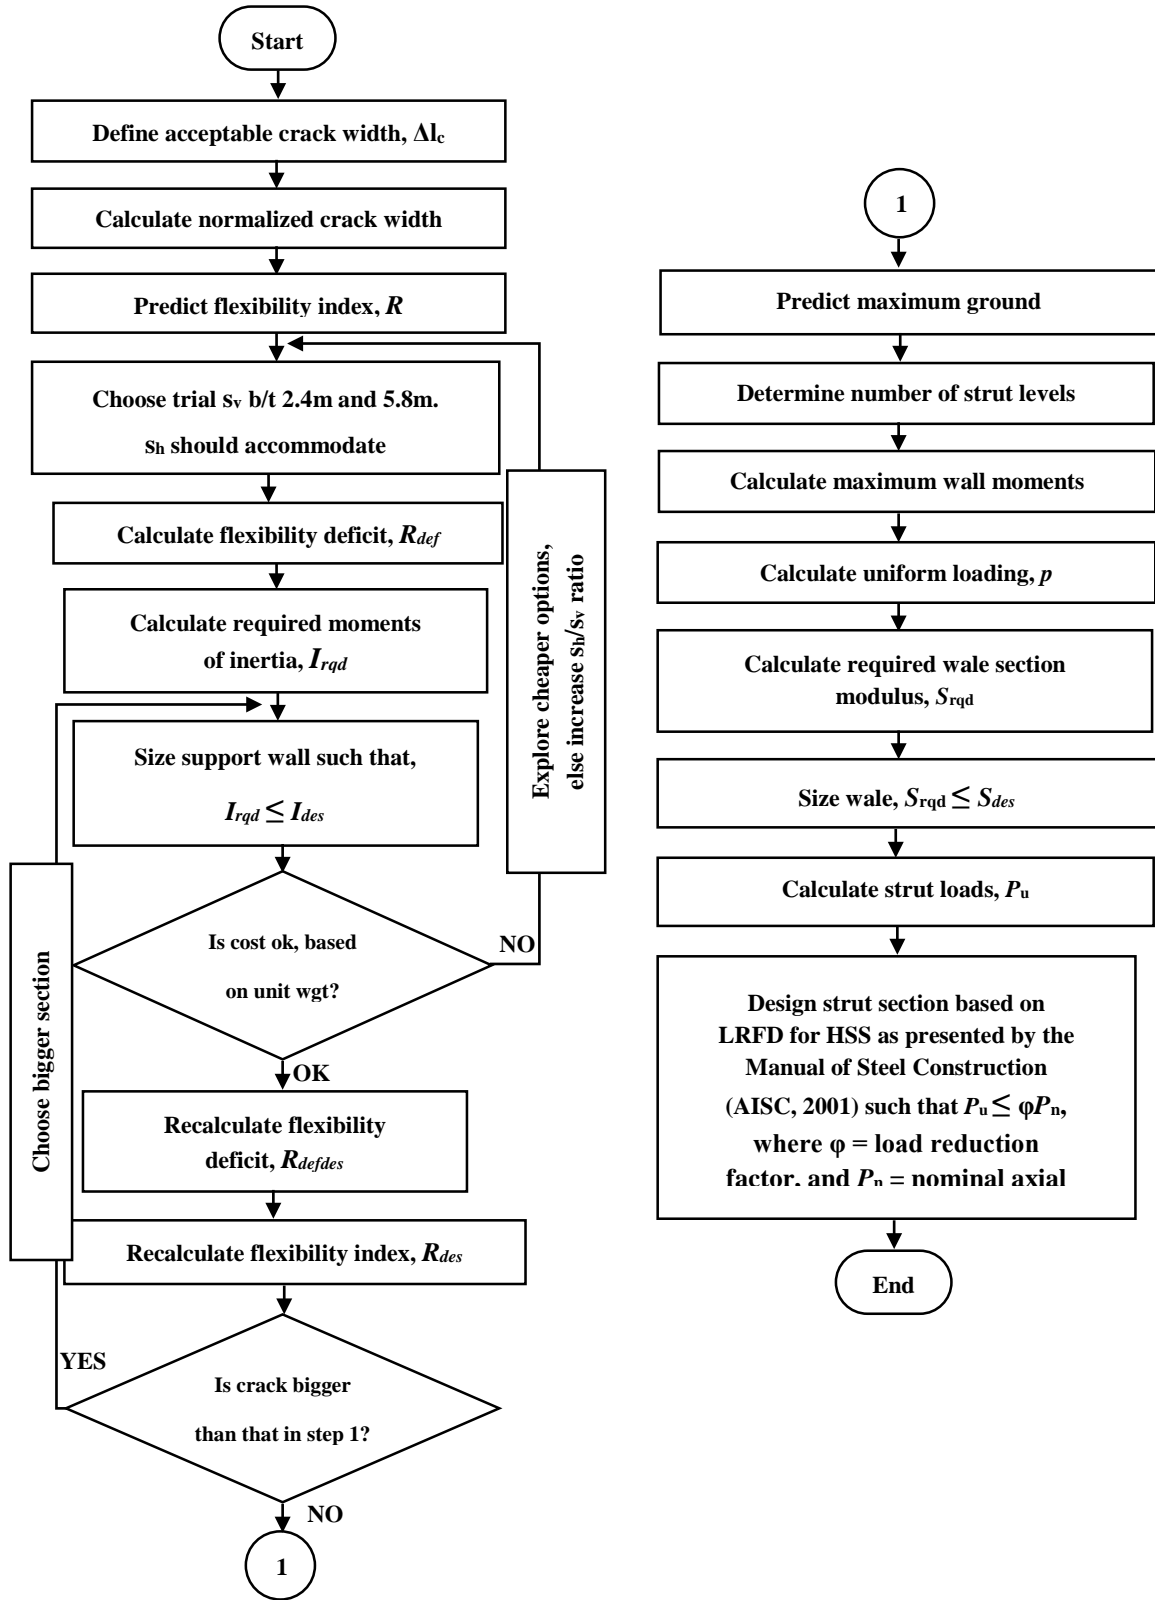 Start
Define acceptable crack width, Δlc
Calculate normalized crack width
Predict flexibility index, R
Choose trial sv b/t 2.4m and 5.8m.
sh should accommodate
Calculate flexibility deficit, Rdef
Calculate required moments
of inertia, Irqd
Size support wall such that,
Irqd ≤ Ides
Explore cheaper options,
else increase sh/sv ratio
Is cost ok, based
on unit wgt?
NO
OK
Choose bigger section
Recalculate flexibility
deficit, Rdefdes
Recalculate flexibility index, Rdes
YES
Is crack bigger
than that in step 1?
NO
1
1
Predict maximum ground
Determine number of strut levels
Calculate maximum wall moments
Calculate uniform loading, p
Calculate required wale section
modulus, Srqd
Size wale, Srqd ≤ Sdes
Calculate strut loads, Pu
Design strut section based on
LRFD for HSS as presented by the
Manual of Steel Construction
(AISC, 2001) such that Pu ≤ φPn,
where φ = load reduction
factor, and Pn = nominal axial
End